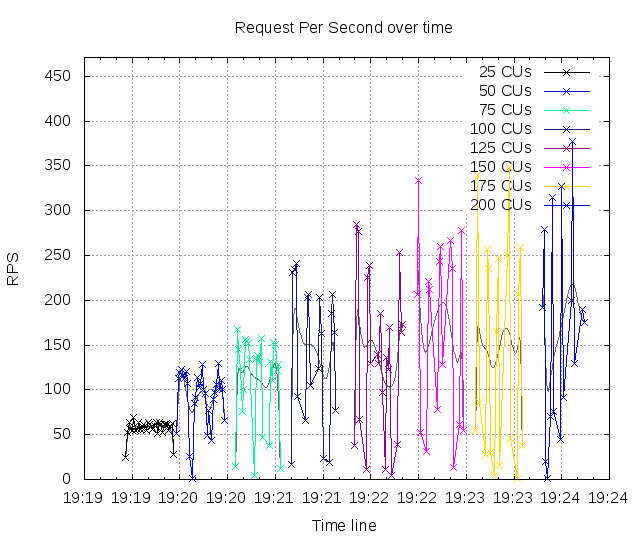 Request Per Second over time
450
400
350
300
250
200
150
100
50
0
RPS
25 CUs
50 CUs
75 CUs
100 CUs
125 CUs
150 CUs
175 CUs
200 CUs
19:19 19:19 19:20 19:20 19:21 19:21 19:22 19:22 19:23 19:23 19:24 19:24
Time line